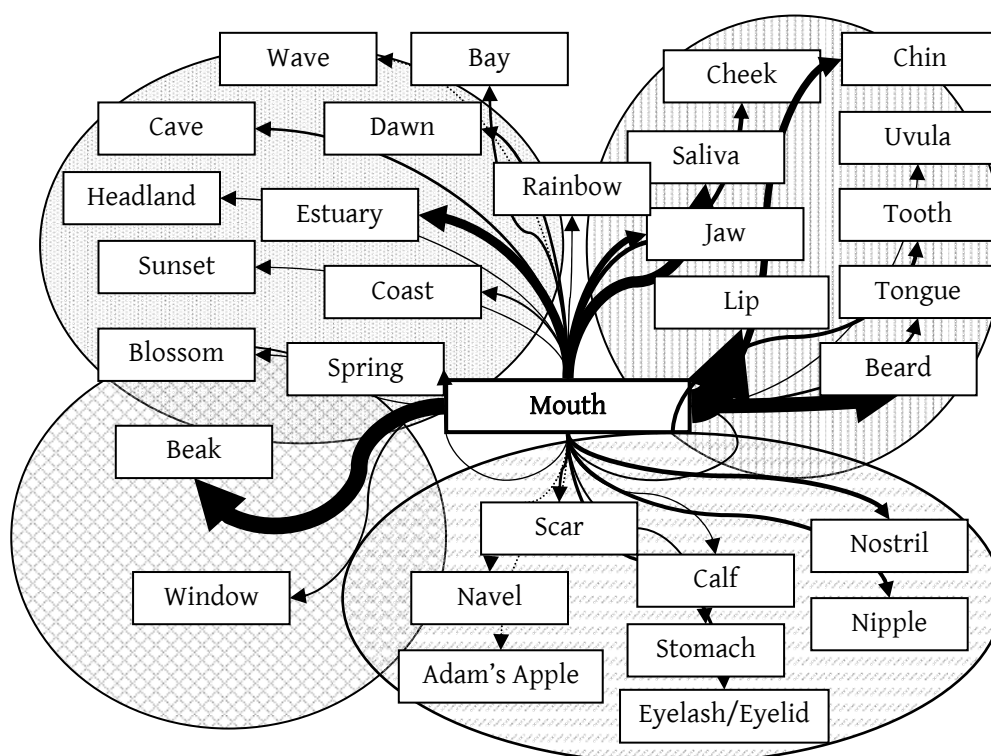 Wave
Bay
Chin
Cheek
Cave
Dawn
Uvula
Saliva
Rainbow
Headland
Estuary
Tooth
Jaw
Sunset
Coast
Lip
Tongue
Blossom
Spring
Beard
Mouth
Beak
Scar
Nostril
Calf
Window
Navel
Nipple
Stomach
Adam’s Apple
Eyelash/Eyelid